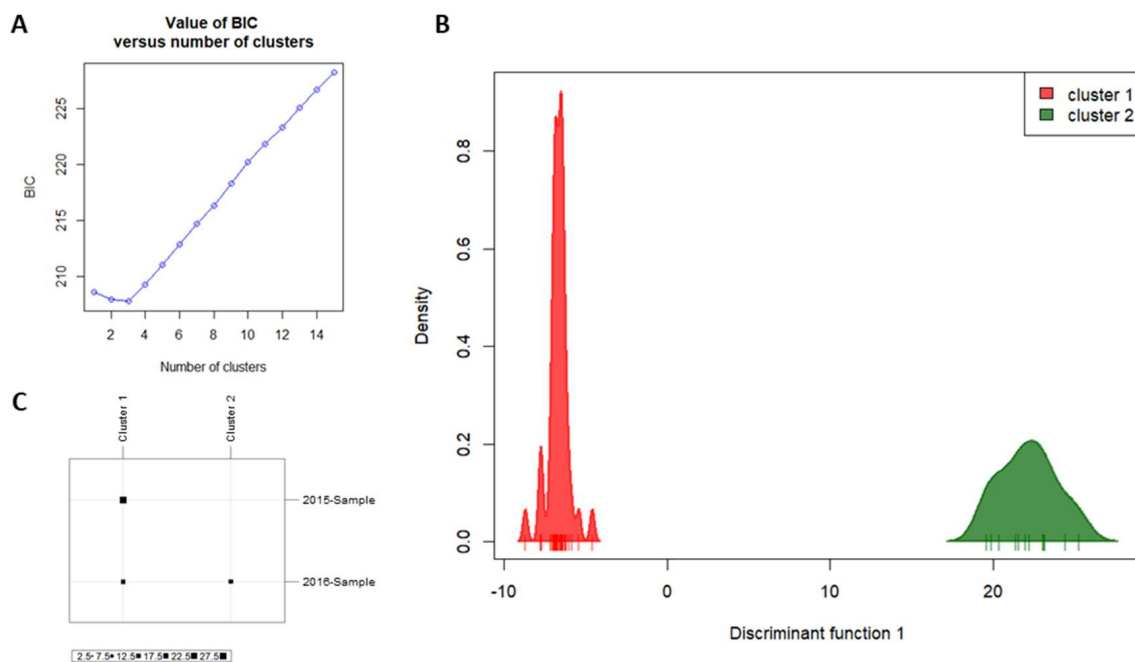 A
Value of BIC
versus number of clusters
BIC
225
220
215
210
2 4 6 8 10 12 14
Number of clusters
B
cluster 1
cluster 2
Density
0.8
0.6
0.4
0.2
0.0
-10 0 10 20
Discriminant function 1
C
Cluster 1
Cluster 2
2015-Sample
2016-Sample
2.5 7.5 12.5 17.5 22.5 27.5